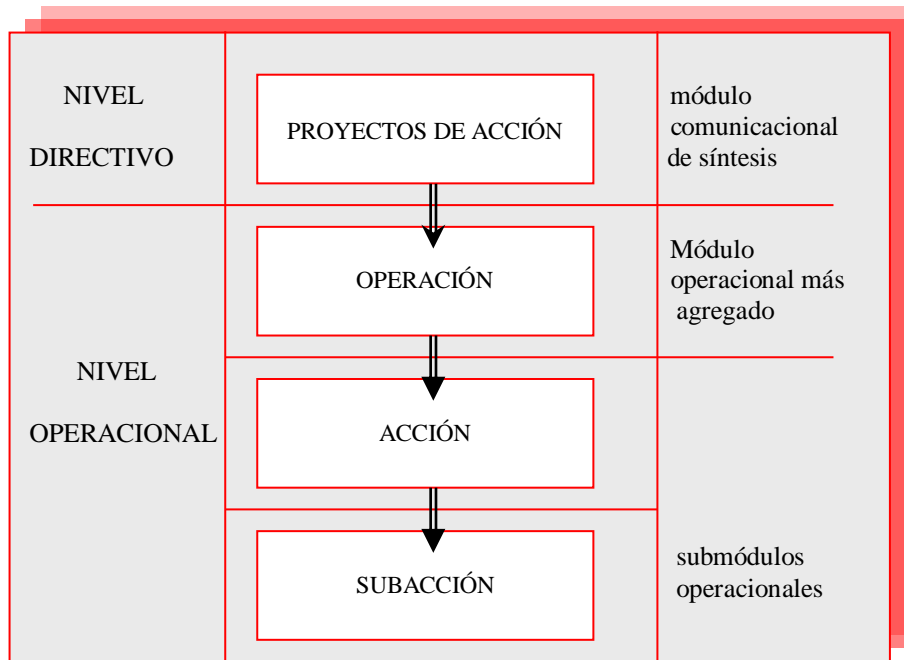 NIVEL
DIRECTIVO
PROYECTOS DE ACCIÓN
módulo
comunicacional
de síntesis
OPERACIÓN
Módulo
operacional más
agregado
NIVEL
OPERACIONAL
ACCIÓN
SUBACCIÓN
submódulos
operacionales